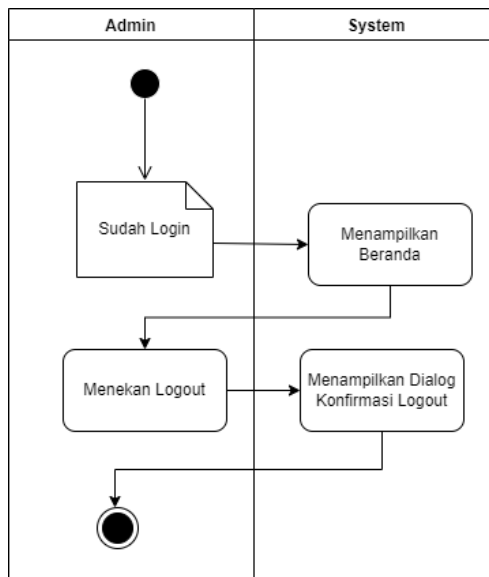 Admin
System
Sudah Login
Menampilkan
Beranda
Menekan Logout
Menampilkan Dialog
Konfirmasi Logout